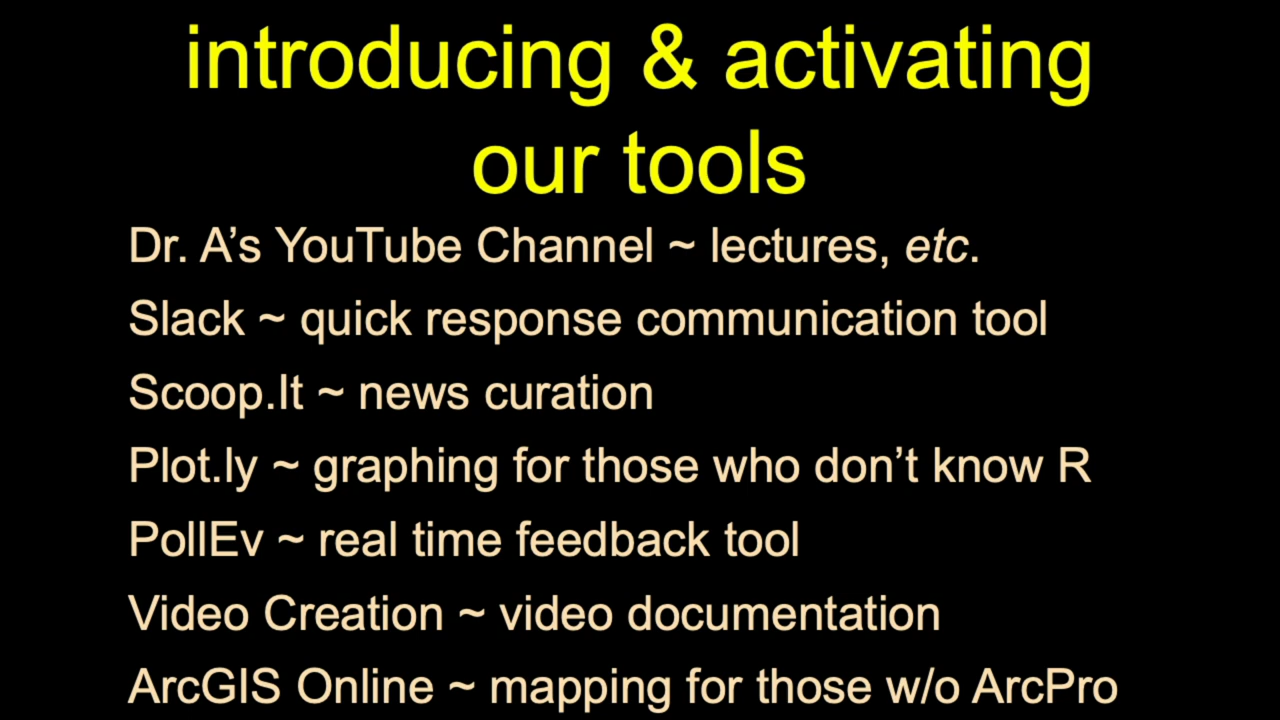 introducing & activating
our tools
Dr. A’s YouTube Channel ~ lectures, etc.
Slack ~ quick response communication tool
Scoop.It ~ news curation
Plot.ly ~ graphing for those who don’t know R
PollEv ~ real time feedback tool
Video Creation ~ video documentation
ArcGIS Online ~ mapping for those w/o ArcPro